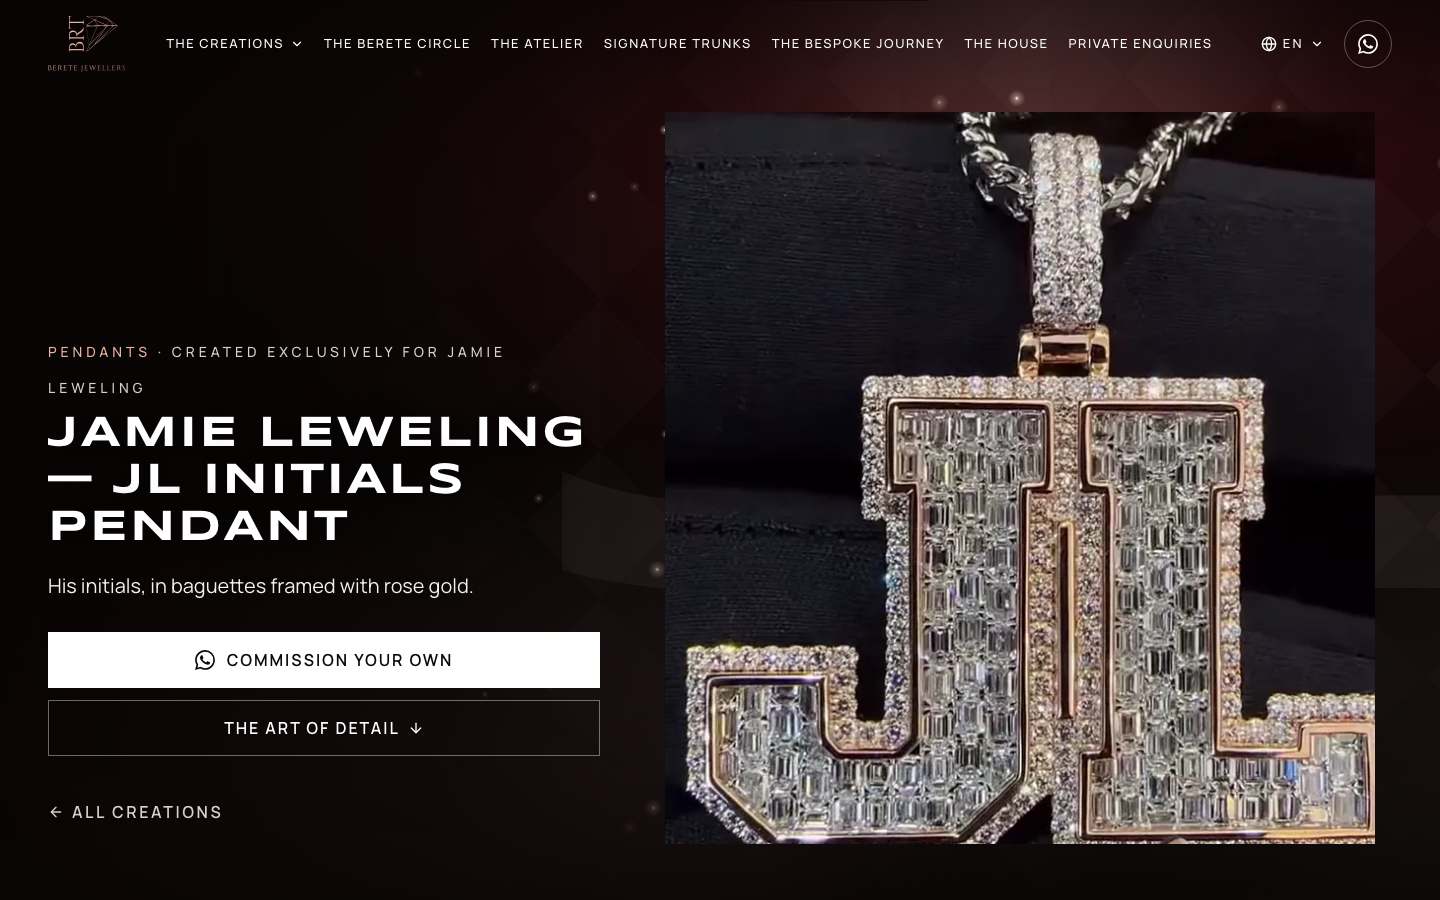 BRT
BERETE JEWELLERS
THE CREATIONS
THE BERETE CIRCLE
THE ATELIER
SIGNATURE TRUNKS
THE BESPOKE JOURNEY
THE HOUSE
PRIVATE ENQUIRIES
EN
PENDANTS · CREATED EXCLUSIVELY FOR JAMIE
LEWELING
JAMIE LEWELING
— JL INITIALS
PENDANT
His initials, in baguettes framed with rose gold.
COMMISSION YOUR OWN
THE ART OF DETAIL ↓
← ALL CREATIONS
JL